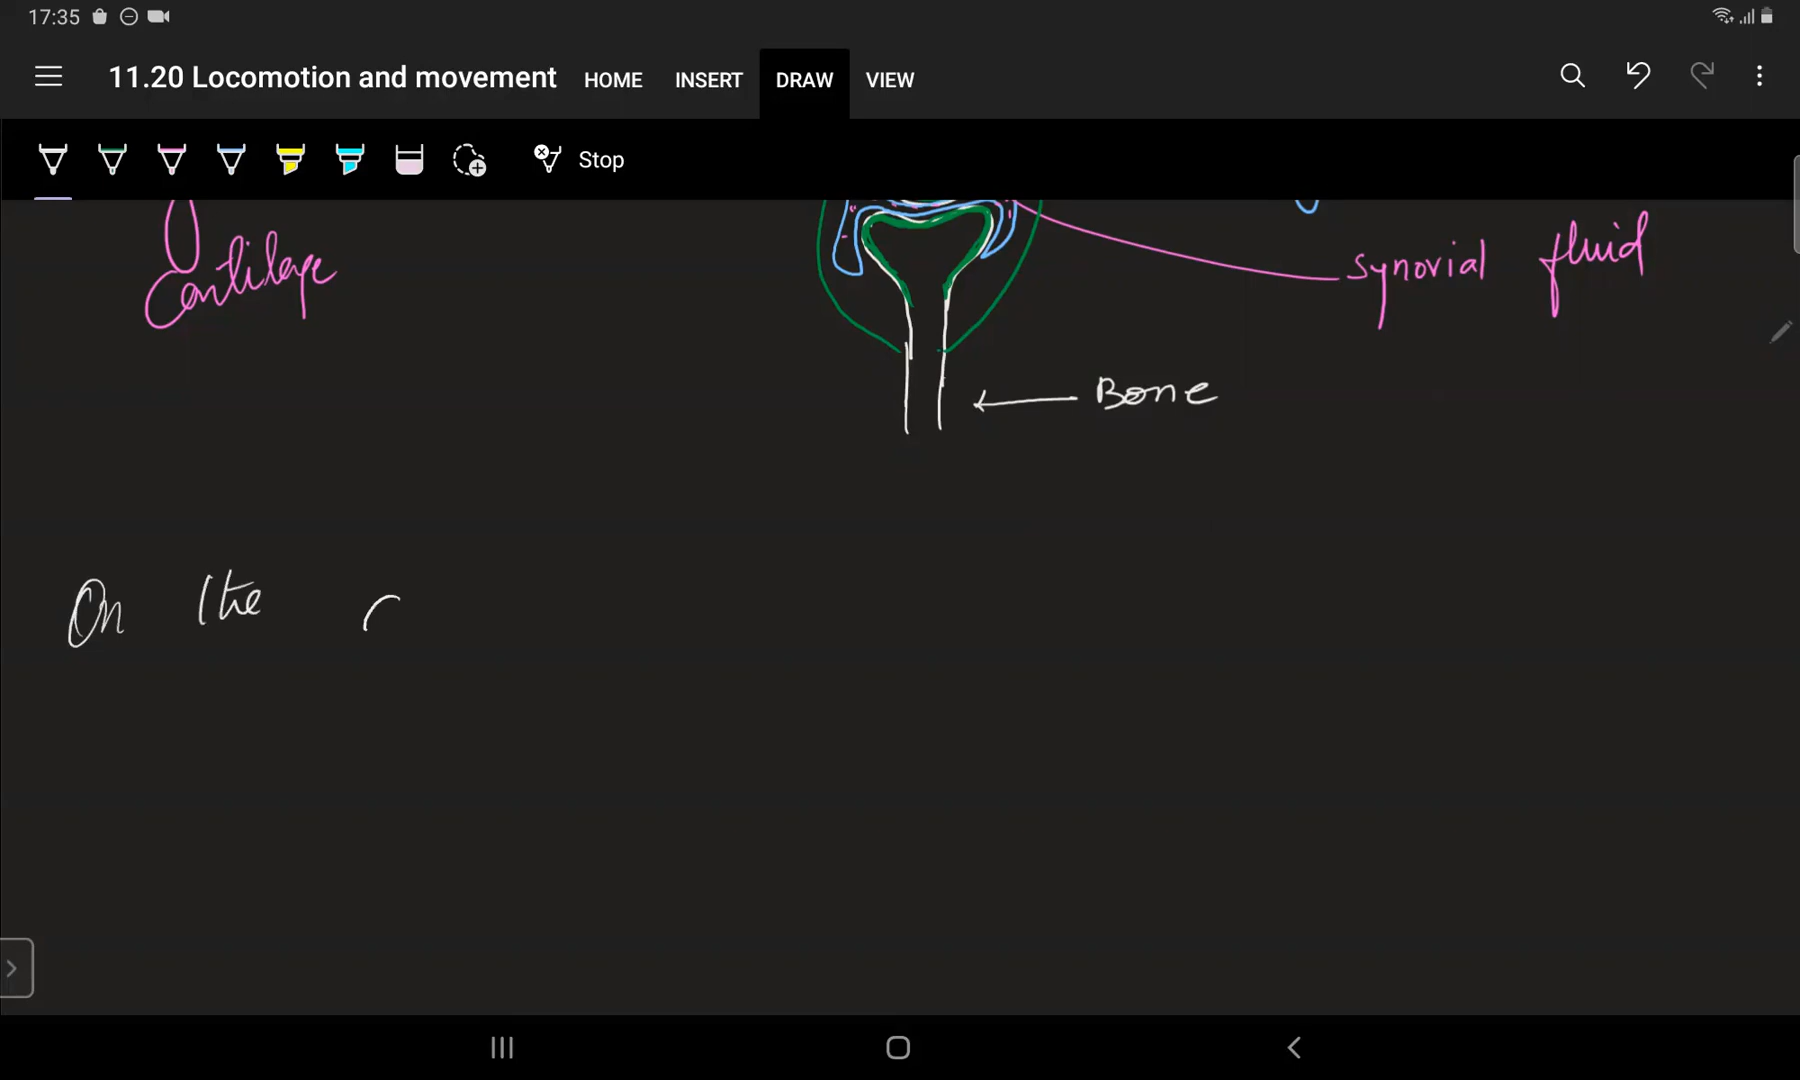 17:35
11.20 Locomotion and movement HOME INSERT DRAW VIEW
Stop
Cartilage
synovial fluid
Bone
On the